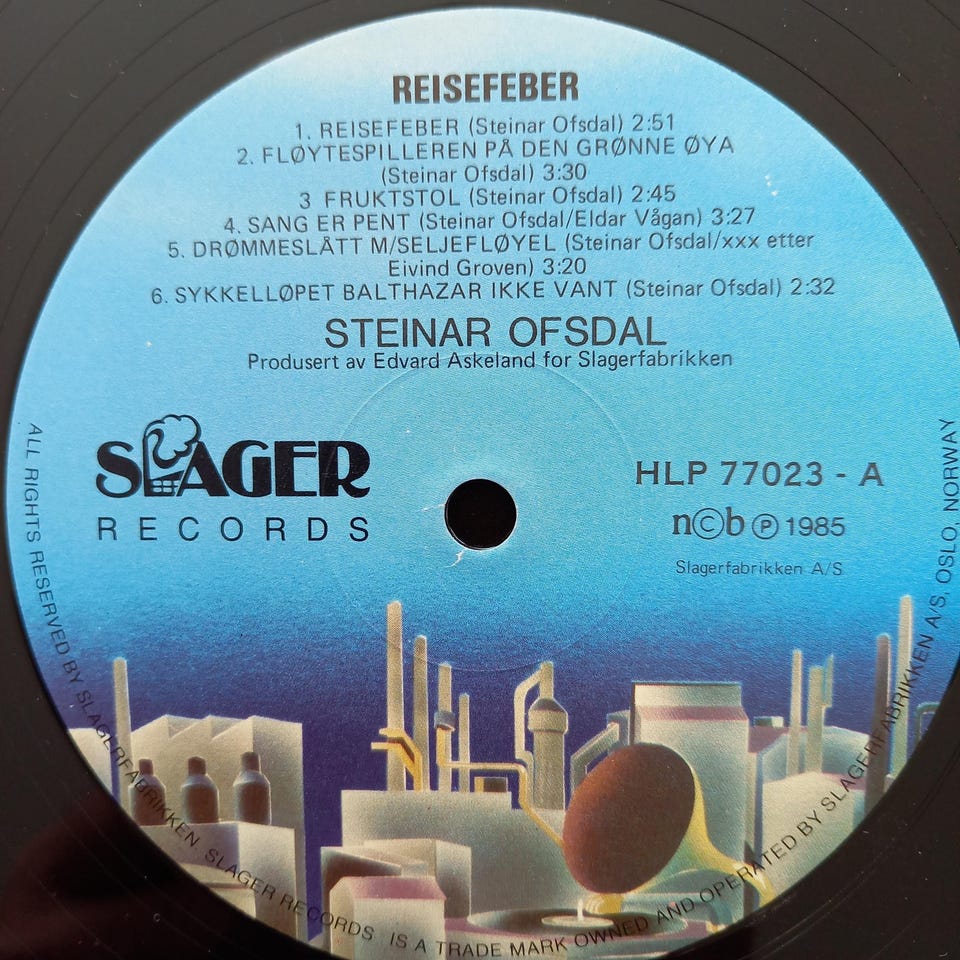 REISEFEBER
1. REISEFEBER (Steinar Ofsdal) 2:51
2. FLØYTESPILLEREN PÅ DEN GRØNNE ØYA
(Steinar Ofsdal) 3:30
3 FRUKTSTOL (Steinar Ofsdal) 2:45
4. SANG ER PENT (Steinar Ofsdal/Eldar Vågan) 3:27
5. DRØMMESLÅTT M/SELJEFLØYEL (Steinar Ofsdal/xxx etter
Eivind Groven) 3:20
6. SYKKELLØPET BALTHAZAR IKKE VANT (Steinar Ofsdal) 2:32
STEINAR OFSDAL
Produsert av Edvard Askeland for Slagerfabrikken
SLAGER
RECORDS
HLP 77023 - A
n©b ℗ 1985
Slagerfabrikken A/S
ALL RIGHTS RESERVED BY SLAGERFABRIKKEN SLAGER RECORDS IS A TRADE MARK OWNED AND OPERATED BY SLAGERFABRIKKEN A/S, OSLO, NORWAY